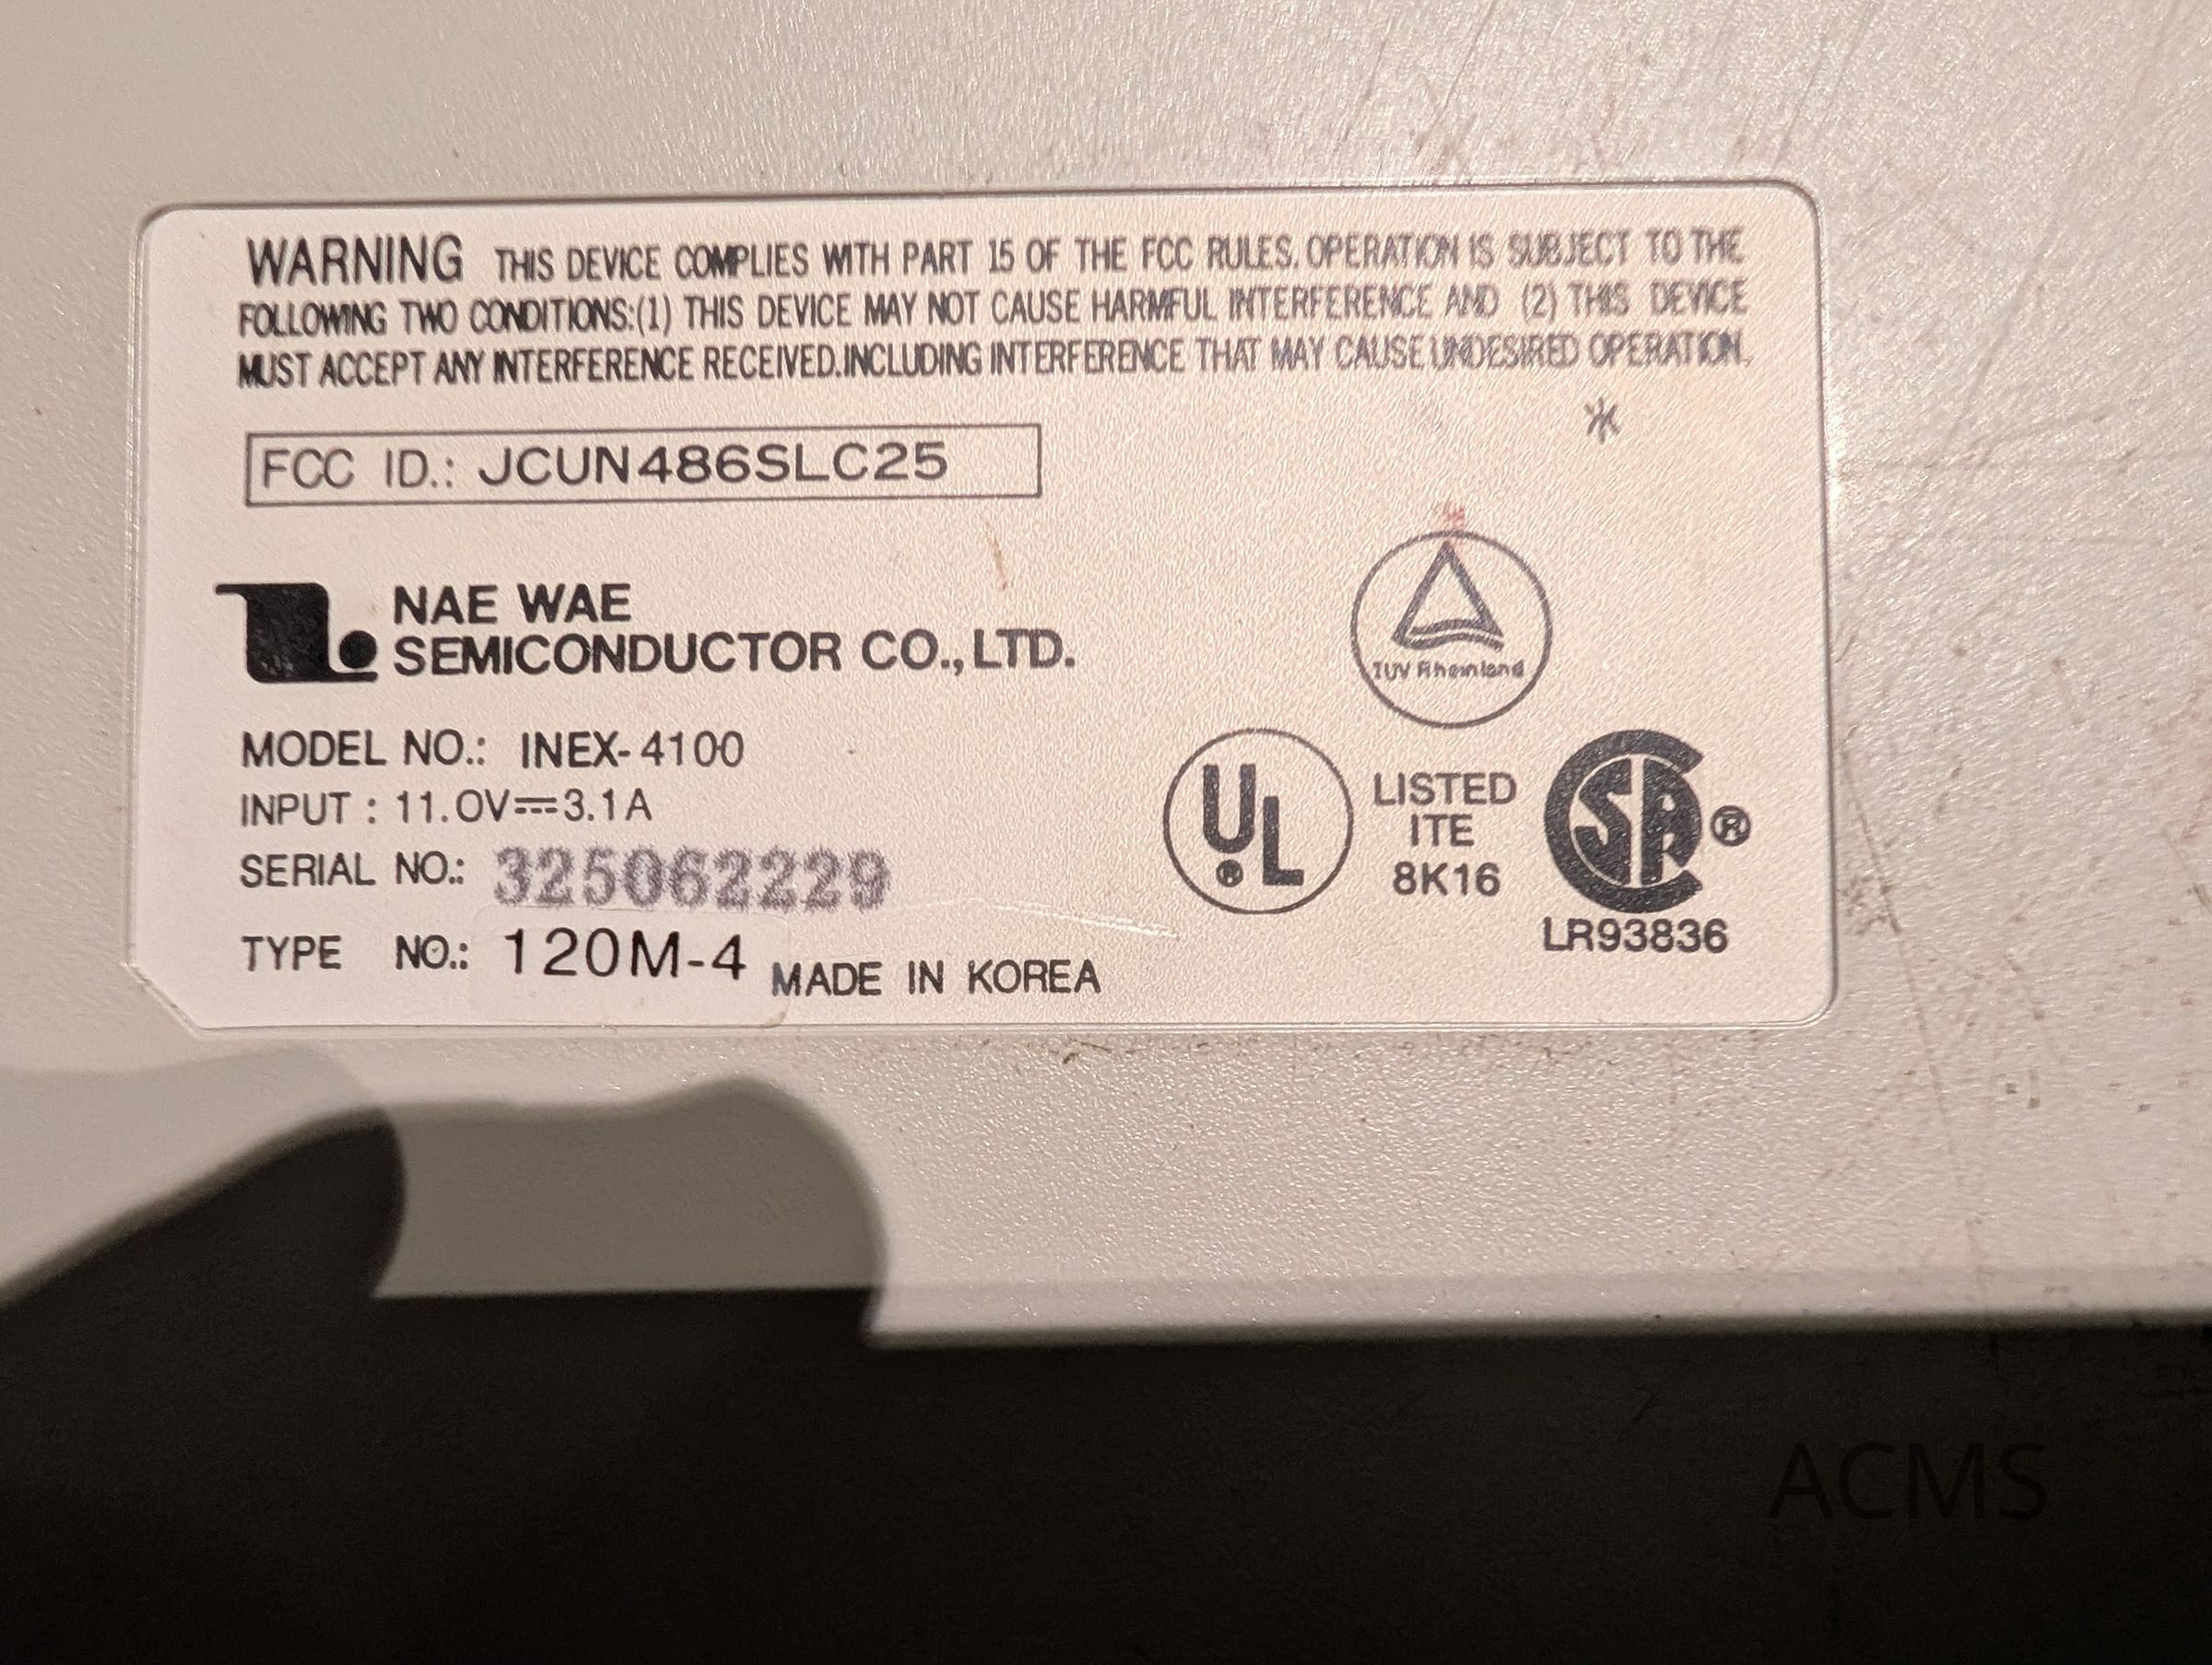 WARNING THIS DEVICE COMPLIES WITH PART 15 OF THE FCC RULES. OPERATION IS SUBJECT TO THE
FOLLOWING TWO CONDITIONS:(1) THIS DEVICE MAY NOT CAUSE HARMFUL INTERFERENCE AND (2) THIS DEVICE
MUST ACCEPT ANY INTERFERENCE RECEIVED.INCLUDING INTERFERENCE THAT MAY CAUSE UNDESIRED OPERATION.
FCC ID.: JCUN486SLC25
NAE WAE
SEMICONDUCTOR CO., LTD.
MODEL NO.: INEX-4100
INPUT : 11.0V⎓3.1A
SERIAL NO.: 325062229
TYPE NO.: 120M-4 MADE IN KOREA
TUV Rheinland
UL ®
LISTED
ITE
8K16
SA ®
LR93836
ACMS